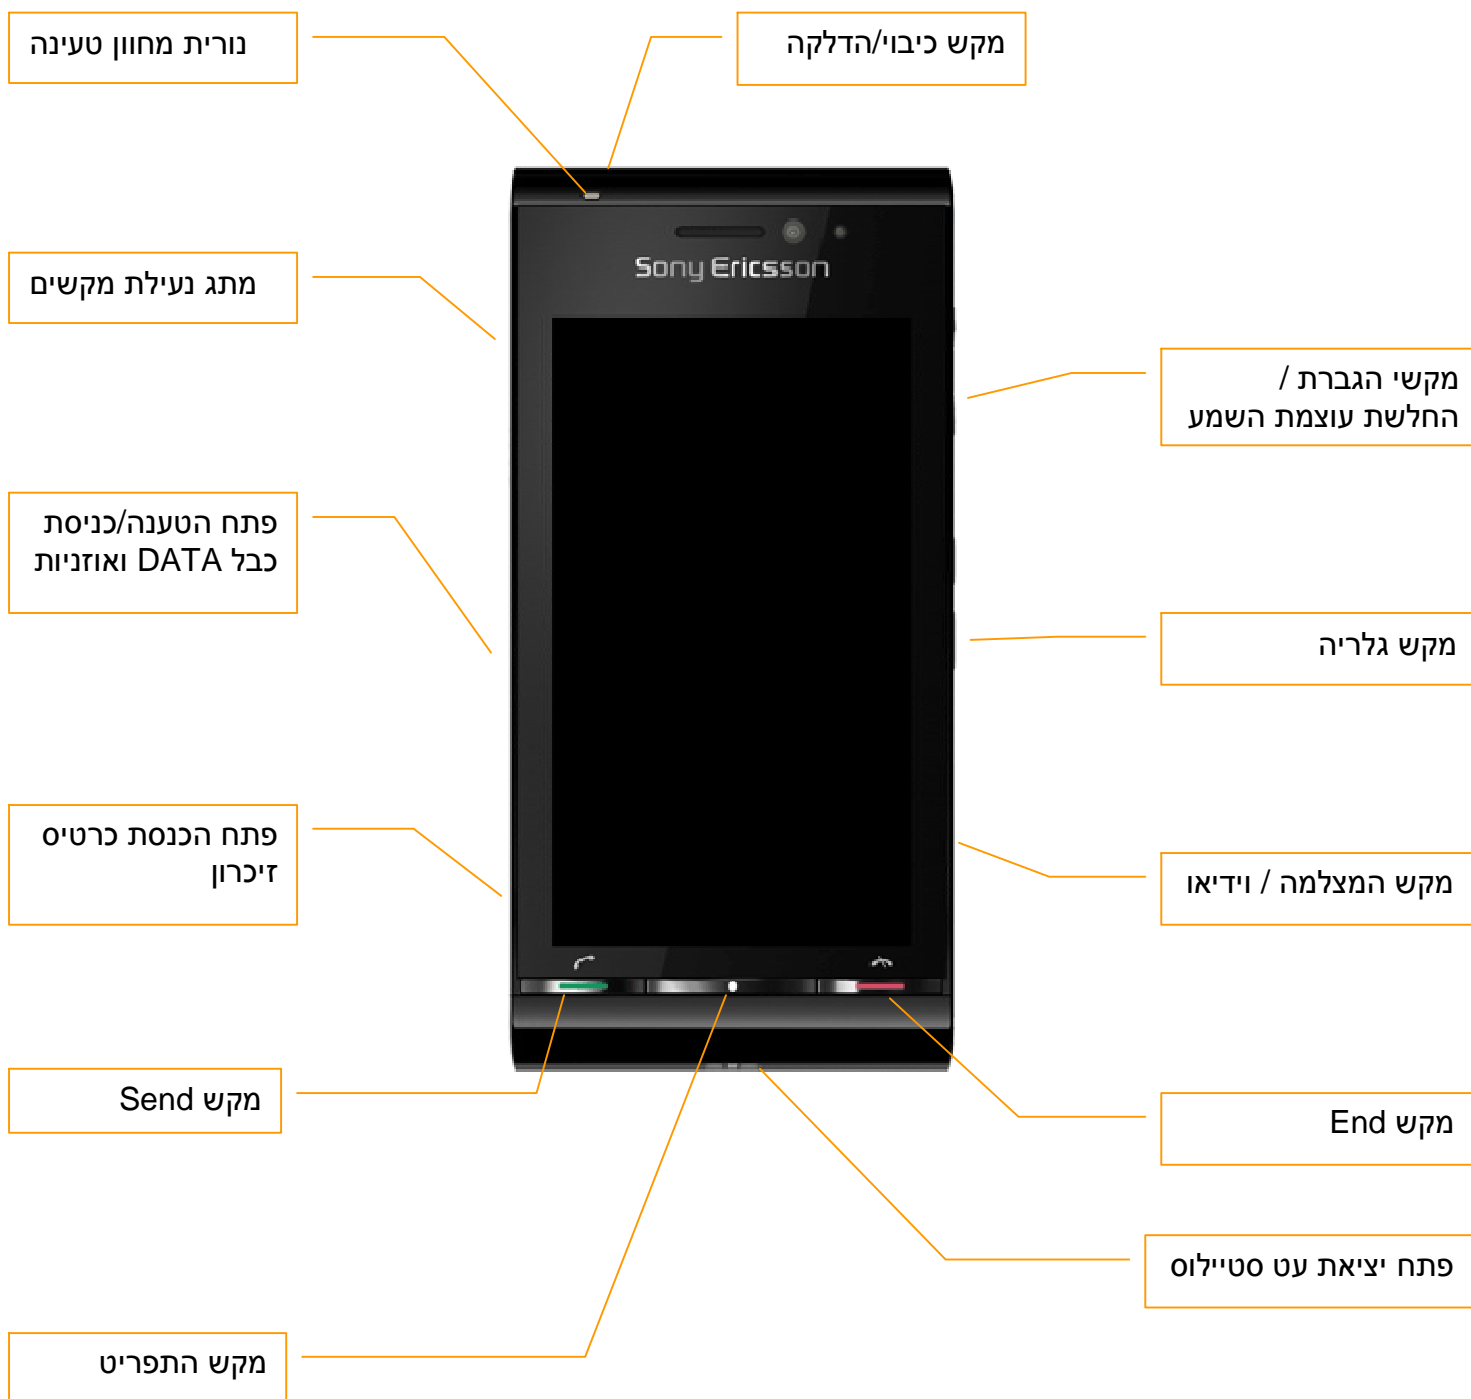 נורית מחוון טעינה
מקש כיבוי/הדלקה
Sony Ericsson
מתג נעילת מקשים
מקשי הגברת /
החלשת עוצמת השמע
פתח הטענה/כניסת
כבל DATA ואוזניות
מקש גלריה
פתח הכנסת כרטיס
זיכרון
מקש המצלמה / וידיאו
מקש Send
מקש End
פתח יציאת עט סטיילוס
מקש התפריט